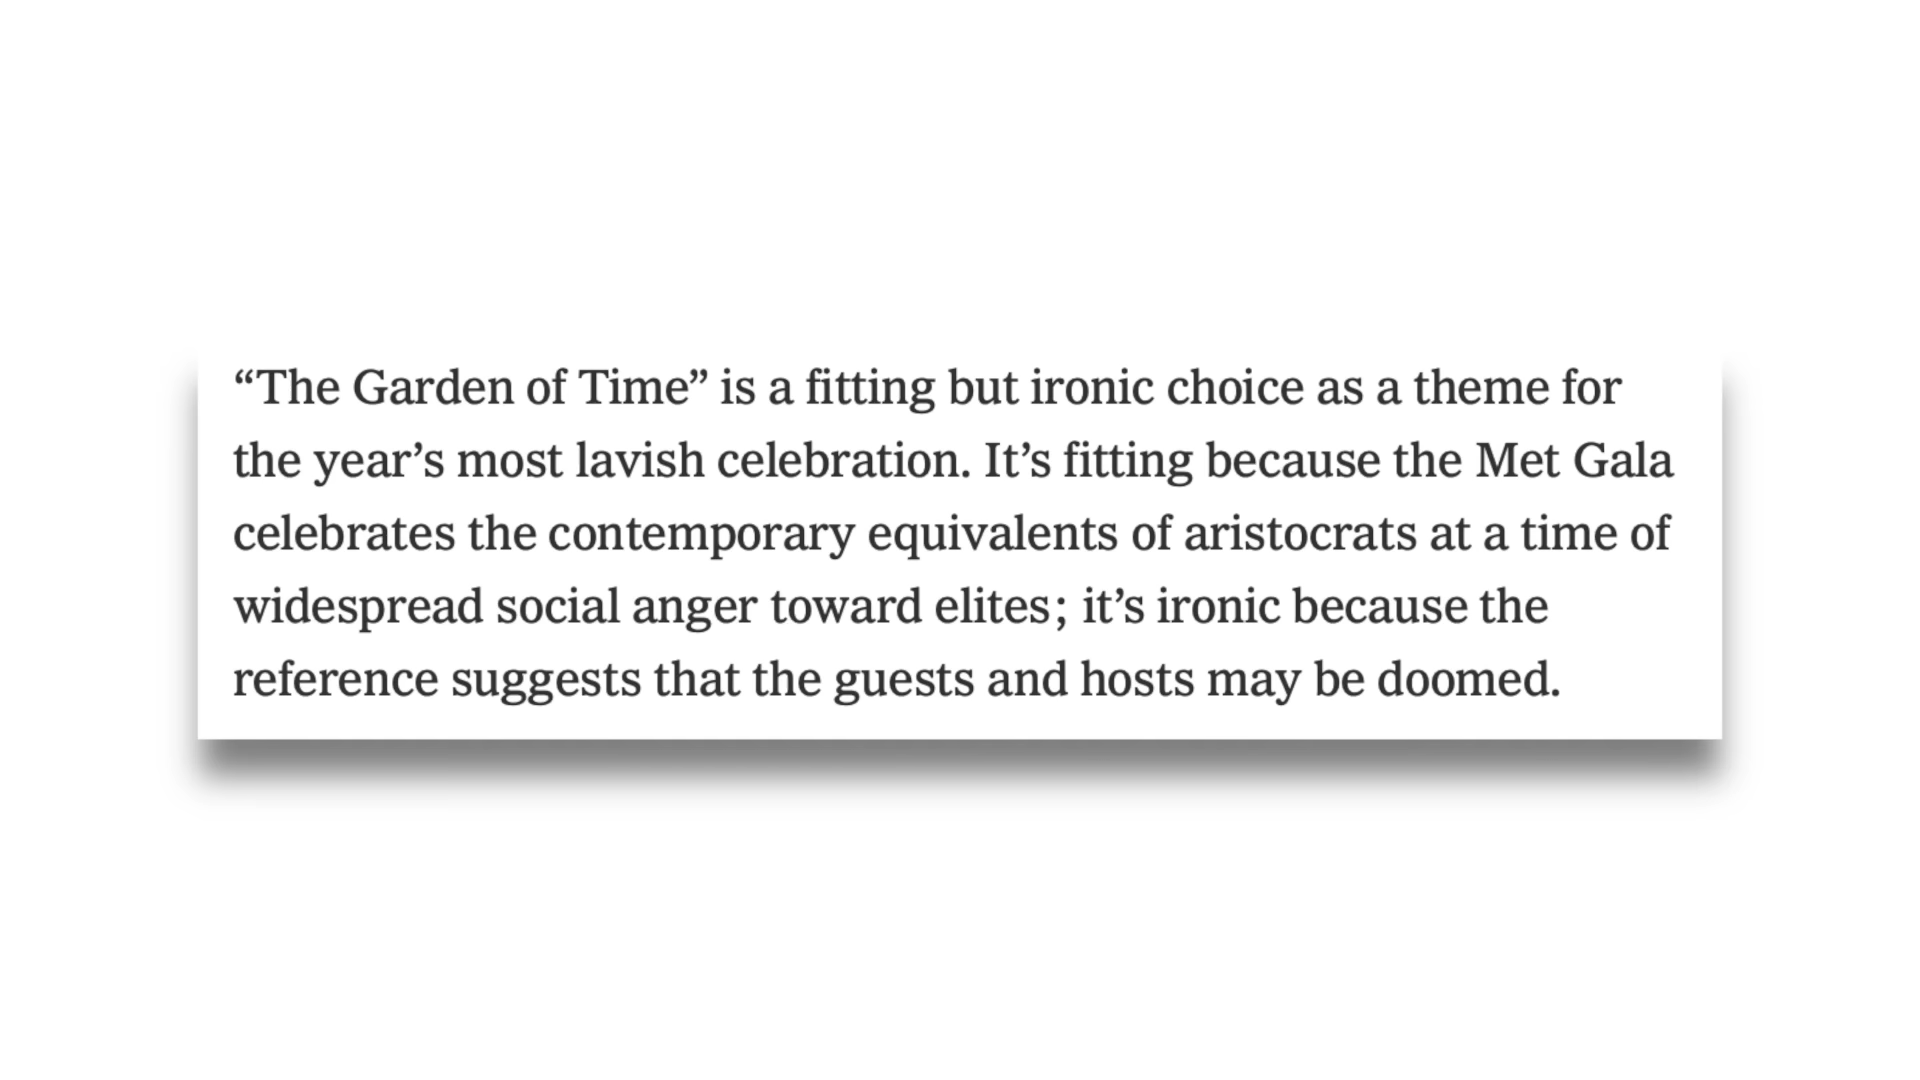 “The Garden of Time” is a fitting but ironic choice as a theme for
the year’s most lavish celebration. It’s fitting because the Met Gala
celebrates the contemporary equivalents of aristocrats at a time of
widespread social anger toward elites; it’s ironic because the
reference suggests that the guests and hosts may be doomed.